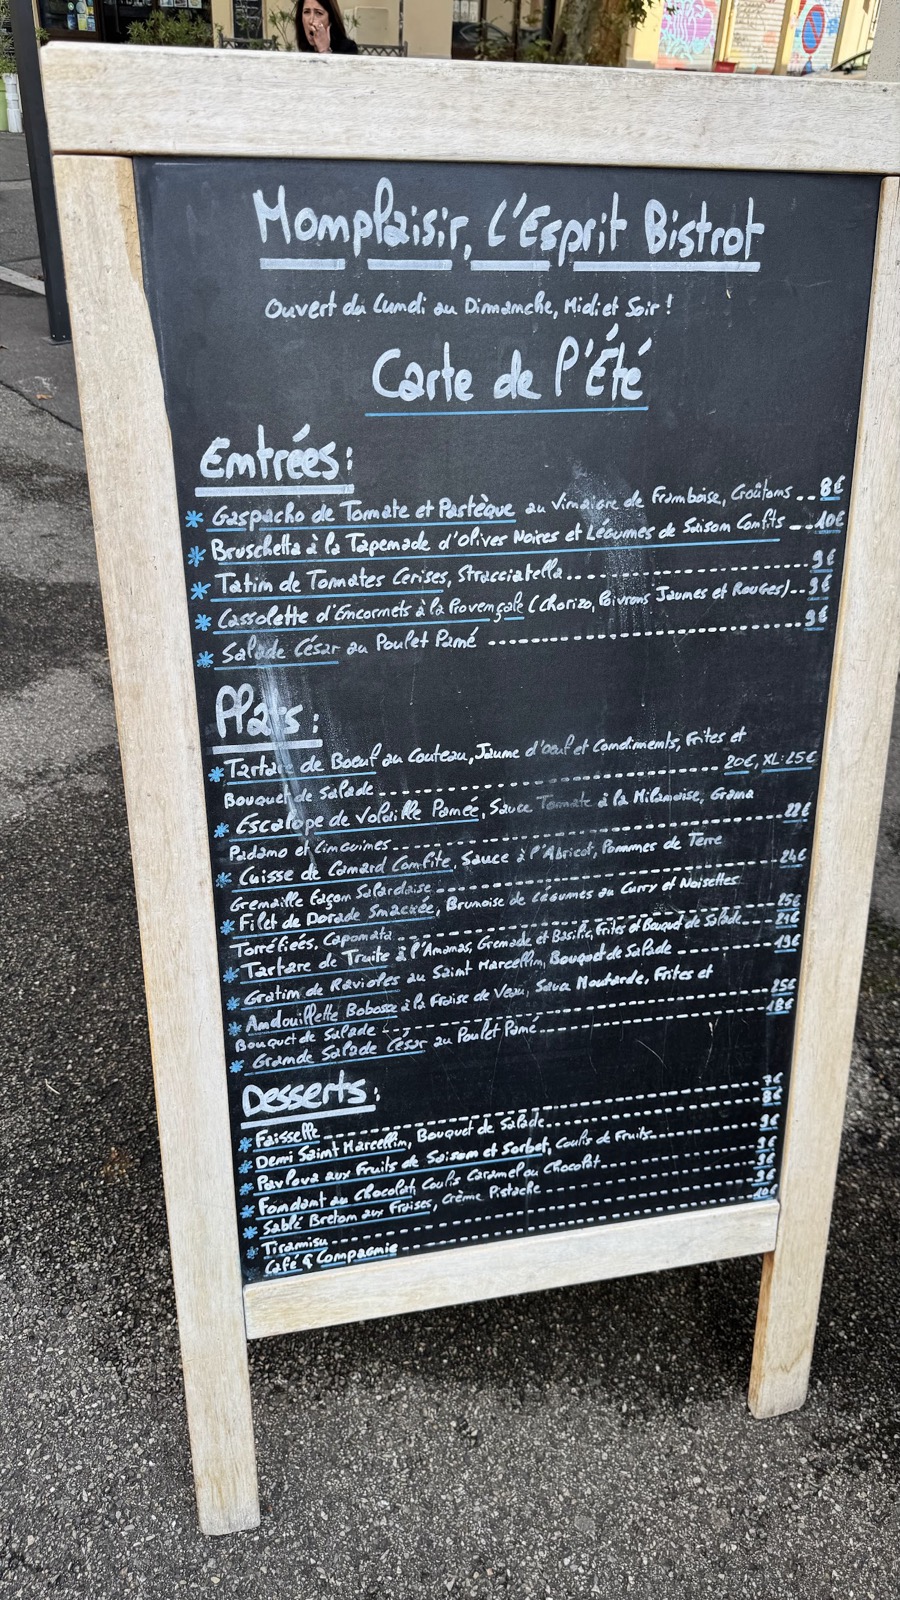 Momplaisir, L'Esprit Bistrot
Ouvert du Lundi au Dimanche, Midi et Soir !
Carte de l'Été
Entrées :
* Gaspacho de Tomate et Pastèque au Vinaigre de Framboise, Croûtons .. 8€
* Bruschetta à la Tapenade d'Olives Noires et Légumes de Saison Confits .. 10€
* Tatin de Tomates Cerises, Stracciatella .. 9€
* Cassolette d'Encornets à la Provençale (Chorizo, Poivrons Jaunes et Rouges) .. 9€
* Salade César au Poulet Pané .. 9€
Plats :
* Tartare de Boeuf au Couteau, Jaune d'oeuf et Condiments, Frites et
Bouquet de Salade .. 20€, XL: 25€
* Escalope de Volaille Panée, Sauce Tomate à la Milanaise, Grana
Padano et Linguines .. 22€
* Cuisse de Canard Confite, Sauce à l'Abricot, Pommes de Terre
Grenaille Façon Salardaise .. 24€
* Filet de Dorade Snackée, Brunoise de Légumes au Curry et Noisettes
Torréfiées, Caponata .. 25€
* Tartare de Truite à l'Ananas, Grenade et Basilic, Frites et Bouquet de Salade .. 21€
* Gratin de Ravioles au Saint Marcellin, Bouquet de Salade .. 19€
* Andouillette Bobosse à la Fraise de Veau, Sauce Moutarde, Frites et
Bouquet de Salade .. 25€
* Grande Salade César au Poulet Pané .. 18€
Desserts :
* Faisselle .. 7€
* Demi Saint Marcellin, Bouquet de Salade .. 8€
* Pavlova aux Fruits de Saison et Sorbet, Coulis de Fruits .. 9€
* Fondant au Chocolat, Coulis Caramel ou Chocolat .. 9€
* Sablé Breton aux Fraises, Crème Pistache .. 9€
* Tiramisu .. 9€
* Café & Compagnie .. 10€